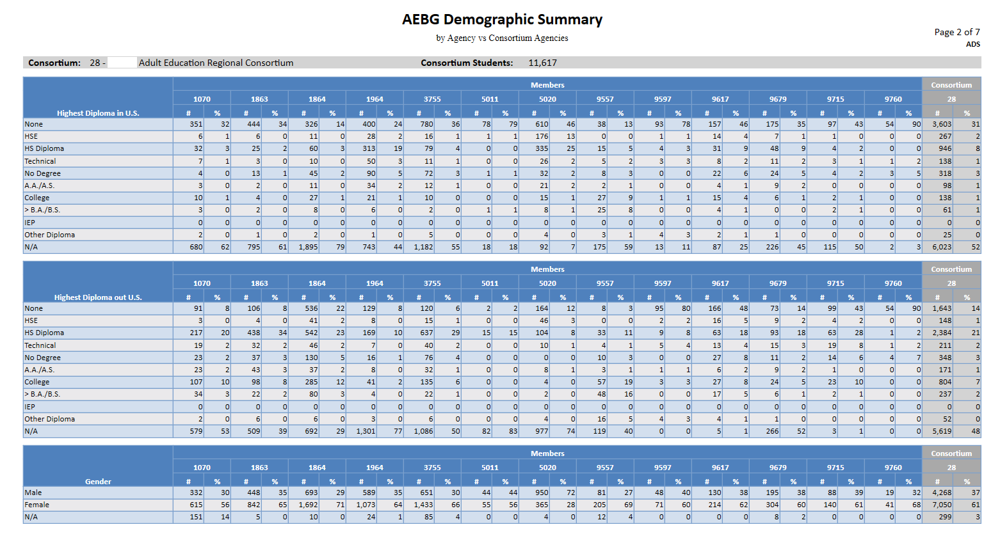 AEBG Demographic Summary
by Agency vs Consortium Agencies
Page 2 of 7
ADS
Consortium: 28 - Adult Education Regional Consortium Consortium Students: 11,617
Members Consortium
1070 1863 1864 1964 3755 5011 5020 9557 9597 9617 9679 9715 9760 28
Highest Diploma in U.S. # % # % # % # % # % # % # % # % # % # % # % # % # % # %
None 351 32 444 34 326 14 400 24 780 36 78 79 610 46 38 13 93 78 157 46 175 35 97 43 54 90 3,603 31
HSE 6 1 6 0 11 0 28 2 16 1 1 1 176 13 0 0 1 1 14 4 7 1 1 0 0 0 267 2
HS Diploma 32 3 25 2 60 3 313 19 79 4 0 0 335 25 15 5 4 3 31 9 48 9 4 2 0 0 946 8
Technical 7 1 3 0 10 0 50 3 11 1 0 0 26 2 5 2 3 3 8 2 11 2 3 1 1 2 138 1
No Degree 4 0 13 1 45 2 90 5 72 3 1 1 32 2 8 3 0 0 22 6 24 5 4 2 3 5 318 3
A.A./A.S. 3 0 2 0 11 0 34 2 12 1 0 0 21 2 2 1 0 0 4 1 9 2 0 0 0 0 98 1
College 10 1 4 0 27 1 21 1 10 0 0 0 15 1 27 9 1 1 15 4 6 1 2 1 0 0 138 1
> B.A./B.S. 3 0 2 0 8 0 6 0 2 0 1 1 8 1 25 8 0 0 4 1 0 0 2 1 0 0 61 1
IEP 0 0 0 0 0 0 0 0 0 0 0 0 0 0 0 0 0 0 0 0 0 0 0 0 0 0 0 0
Other Diploma 2 0 1 0 2 0 1 0 5 0 0 0 4 0 3 1 4 3 2 1 1 0 0 0 0 0 25 0
N/A 680 62 795 61 1,895 79 743 44 1,182 55 18 18 92 7 175 59 13 11 87 25 226 45 115 50 2 3 6,023 52
Members Consortium
1070 1863 1864 1964 3755 5011 5020 9557 9597 9617 9679 9715 9760 28
Highest Diploma out U.S. # % # % # % # % # % # % # % # % # % # % # % # % # % # %
None 91 8 106 8 536 22 129 8 120 6 2 2 164 12 8 3 95 80 166 48 73 14 99 43 54 90 1,643 14
HSE 3 0 4 0 41 2 8 0 15 1 0 0 46 3 0 0 2 2 16 5 9 2 4 2 0 0 148 1
HS Diploma 217 20 438 34 542 23 169 10 637 29 15 15 104 8 33 11 9 8 63 18 93 18 63 28 1 2 2,384 21
Technical 19 2 32 2 46 2 7 0 40 2 0 0 10 1 4 1 5 4 13 4 15 3 19 8 1 2 211 2
No Degree 23 2 37 3 130 5 16 1 76 4 0 0 0 0 10 3 0 0 27 8 11 2 14 6 4 7 348 3
A.A./A.S. 23 2 43 3 37 2 8 0 32 1 0 0 8 1 3 1 1 1 6 2 9 2 1 0 0 0 171 1
College 107 10 98 8 285 12 41 2 135 6 0 0 4 0 57 19 3 3 27 8 24 5 23 10 0 0 804 7
> B.A./B.S. 34 3 22 2 80 3 4 0 22 1 0 0 2 0 48 16 0 0 17 5 6 1 2 1 0 0 237 2
IEP 0 0 0 0 0 0 0 0 0 0 0 0 0 0 0 0 0 0 0 0 0 0 0 0 0 0 0 0
Other Diploma 2 0 6 0 6 0 3 0 6 0 0 0 4 0 16 5 4 3 4 1 1 0 0 0 0 0 52 0
N/A 579 53 509 39 692 29 1,301 77 1,086 50 82 83 977 74 119 40 0 0 5 1 266 52 3 1 0 0 5,619 48
Members Consortium
1070 1863 1864 1964 3755 5011 5020 9557 9597 9617 9679 9715 9760 28
Gender # % # % # % # % # % # % # % # % # % # % # % # % # % # %
Male 332 30 448 35 693 29 589 35 651 30 44 44 950 72 81 27 48 40 130 38 195 38 88 39 19 32 4,268 37
Female 615 56 842 65 1,692 71 1,073 64 1,433 66 55 56 365 28 205 69 71 60 214 62 304 60 140 61 41 68 7,050 61
N/A 151 14 5 0 10 0 24 1 85 4 0 0 4 0 12 4 0 0 0 0 8 2 0 0 0 0 299 3